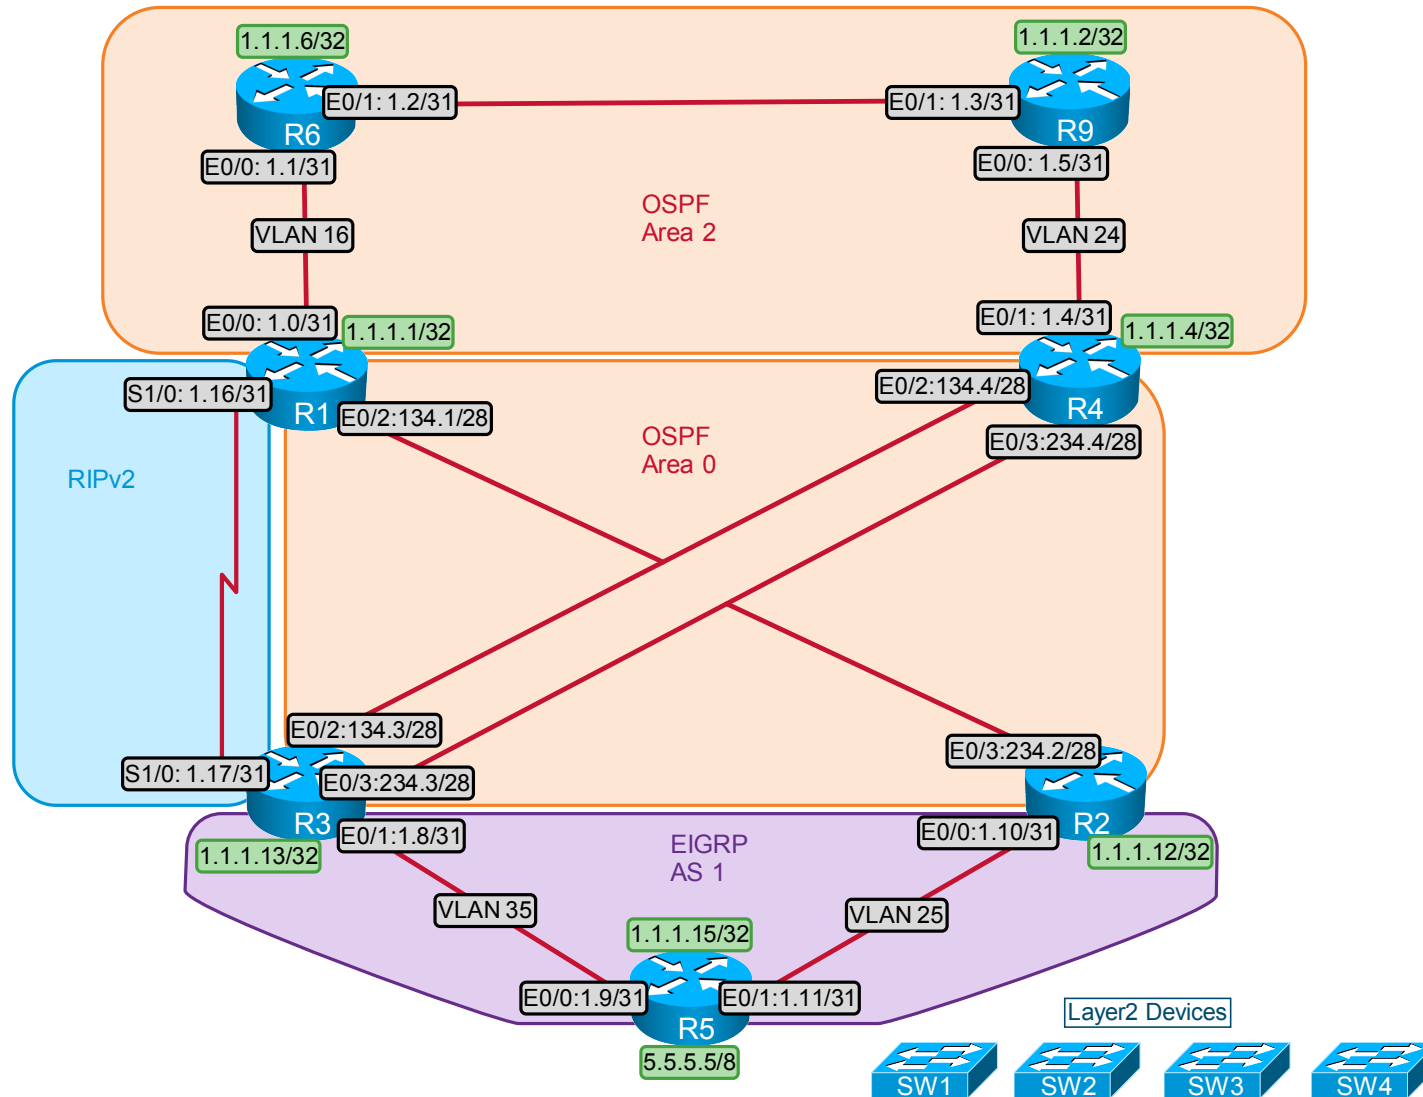 1.1.1.6/32
1.1.1.2/32
E0/1: 1.2/31
E0/1: 1.3/31
R6
R9
E0/0: 1.1/31
E0/0: 1.5/31
OSPF
Area 2
VLAN 16
VLAN 24
E0/0: 1.0/31
1.1.1.1/32
E0/1: 1.4/31
1.1.1.4/32
S1/0: 1.16/31
R1
E0/2:134.1/28
E0/2:134.4/28
R4
E0/3:234.4/28
OSPF
Area 0
RIPv2
E0/2:134.3/28
E0/3:234.2/28
S1/0: 1.17/31
E0/3:234.3/28
R3
R2
E0/1:1.8/31
E0/0:1.10/31
1.1.1.13/32
1.1.1.12/32
EIGRP
AS 1
VLAN 35
VLAN 25
1.1.1.15/32
E0/0:1.9/31
E0/1:1.11/31
R5
5.5.5.5/8
Layer2 Devices
SW1
SW2
SW3
SW4